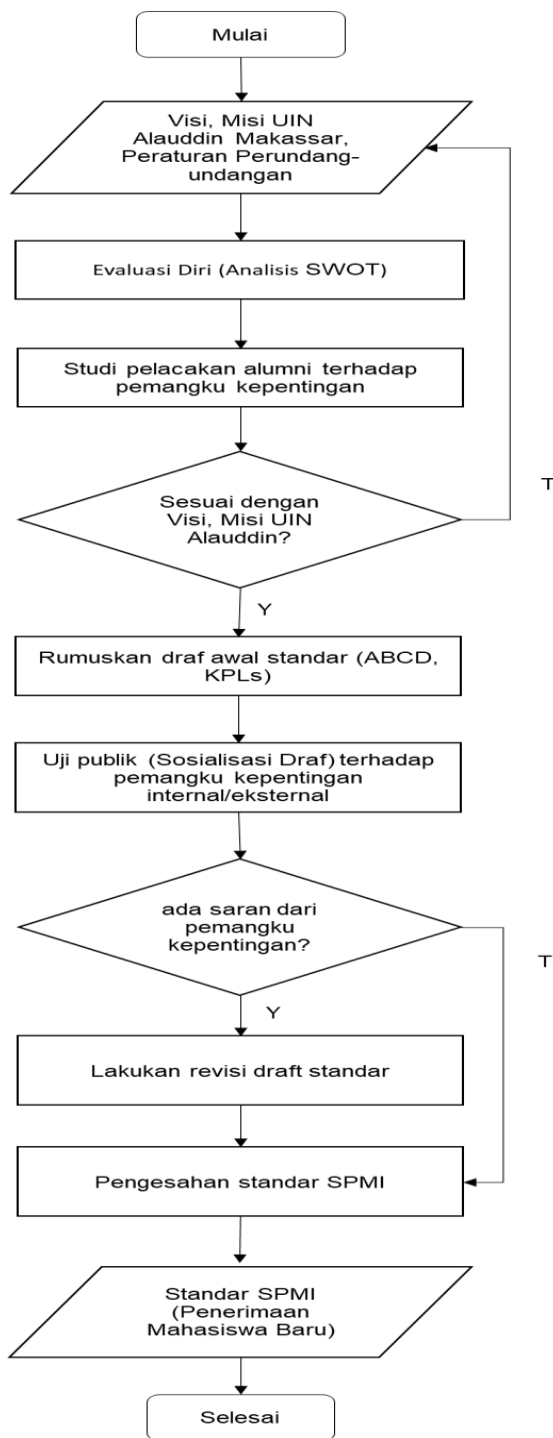 Mulai
Visi, Misi UIN
Alauddin Makassar,
Peraturan Perundang-
undangan
Evaluasi Diri (Analisis SWOT)
Studi pelacakan alumni terhadap
pemangku kepentingan
Sesuai dengan
Visi, Misi UIN
Alauddin?
T
Y
Rumuskan draf awal standar (ABCD,
KPLs)
Uji publik (Sosialisasi Draf) terhadap
pemangku kepentingan
internal/eksternal
ada saran dari
pemangku
kepentingan?
T
Y
Lakukan revisi draft standar
Pengesahan standar SPMI
Standar SPMI
(Penerimaan
Mahasiswa Baru)
Selesai